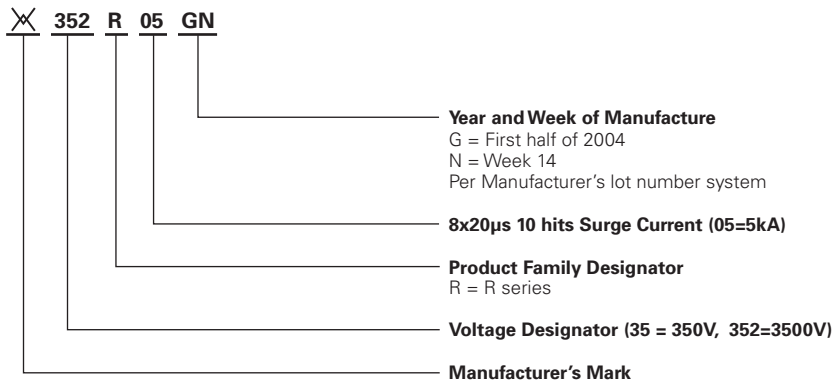 352 R 05 GN
Year and Week of Manufacture
G = First half of 2004
N = Week 14
Per Manufacturer's lot number system
8x20µs 10 hits Surge Current (05=5kA)
Product Family Designator
R = R series
Voltage Designator (35 = 350V, 352=3500V)
Manufacturer's Mark